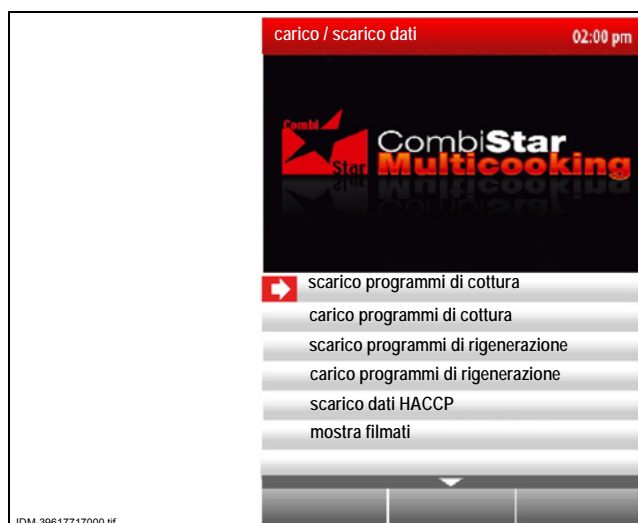 carico / scarico dati 02:00 pm
Combi
Star
CombiStar
Multicooking
scarico programmi di cottura
carico programmi di cottura
scarico programmi di rigenerazione
carico programmi di rigenerazione
scarico dati HACCP
mostra filmati
IDM-39617717000.tif